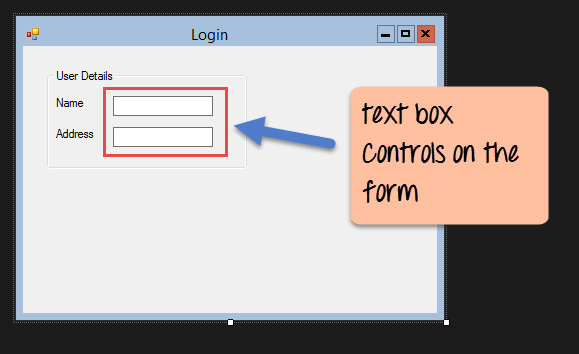 Login
User Details
Name
Address
text box
Controls on the
form